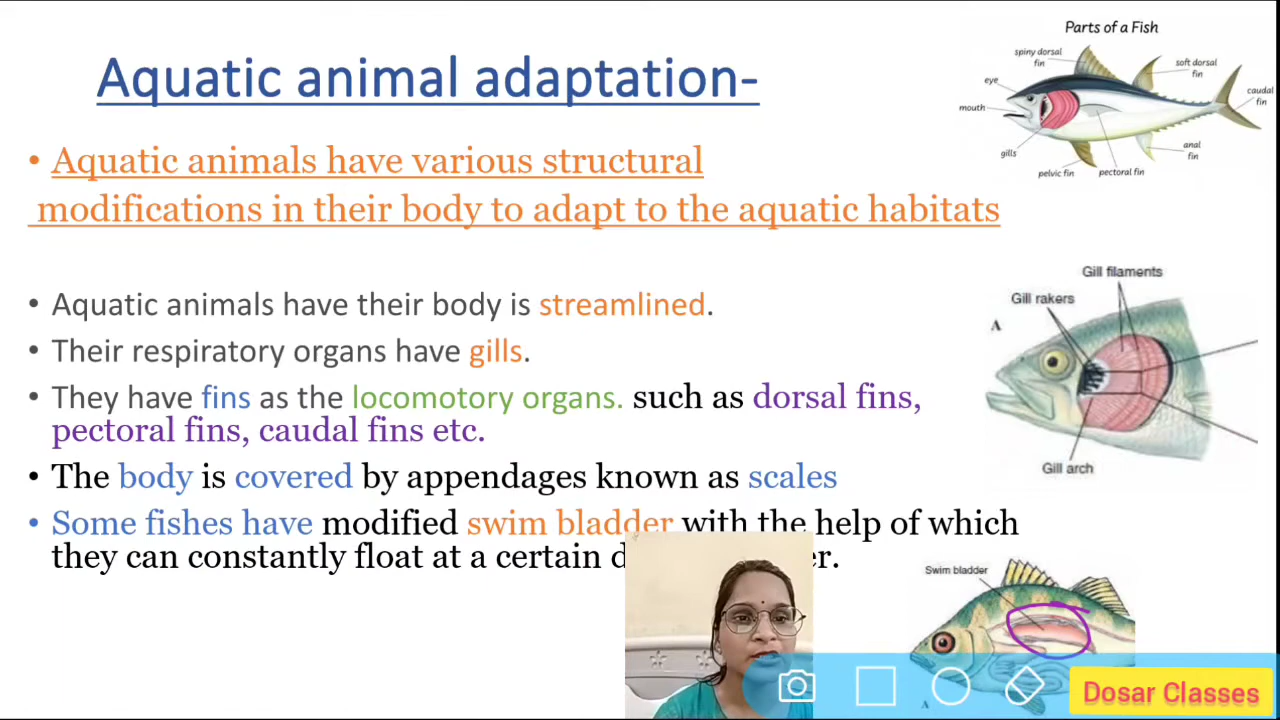 Aquatic animal adaptation-
• Aquatic animals have various structural
modifications in their body to adapt to the aquatic habitats
• Aquatic animals have their body is streamlined.
• Their respiratory organs have gills.
• They have fins as the locomotory organs. such as dorsal fins,
pectoral fins, caudal fins etc.
• The body is covered by appendages known as scales
• Some fishes have modified swim bladder with the help of which
they can constantly float at a certain
Parts of a Fish
spiny dorsal
fin
soft dorsal
fin
eye
caudal
fin
mouth
gills
anal
fin
pelvic fin
pectoral fin
Gill filaments
Gill rakers
A
Gill arch
Swim bladder
A
Dosar Classes